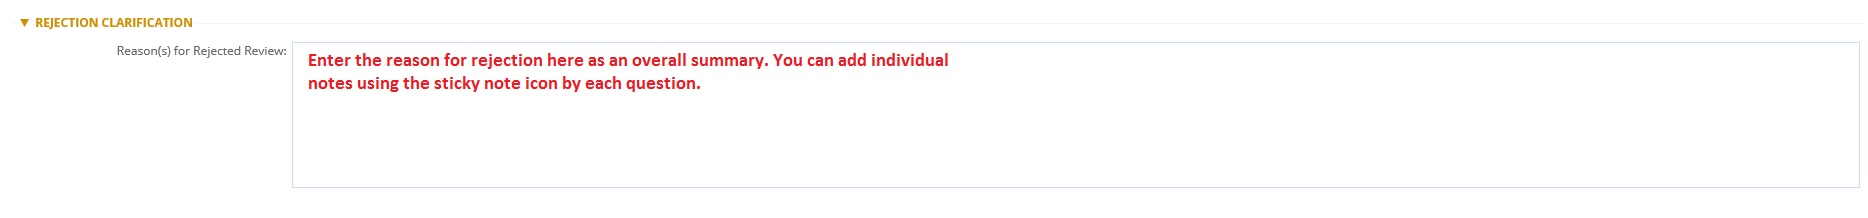 ▼ REJECTION CLARIFICATION
Reason(s) for Rejected Review:
Enter the reason for rejection here as an overall summary. You can add individual
notes using the sticky note icon by each question.